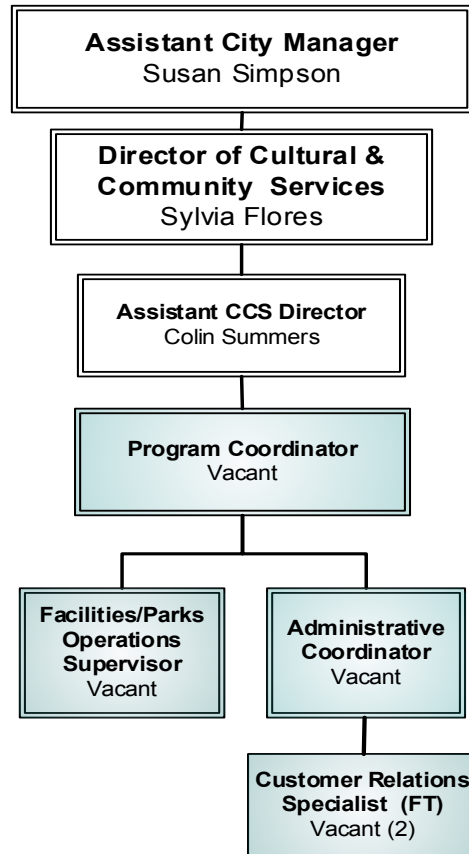 Assistant City Manager
Susan Simpson
Director of Cultural &
Community Services
Sylvia Flores
Assistant CCS Director
Colin Summers
Program Coordinator
Vacant
Facilities/Parks
Operations
Supervisor
Vacant
Administrative
Coordinator
Vacant
Customer Relations
Specialist (FT)
Vacant (2)